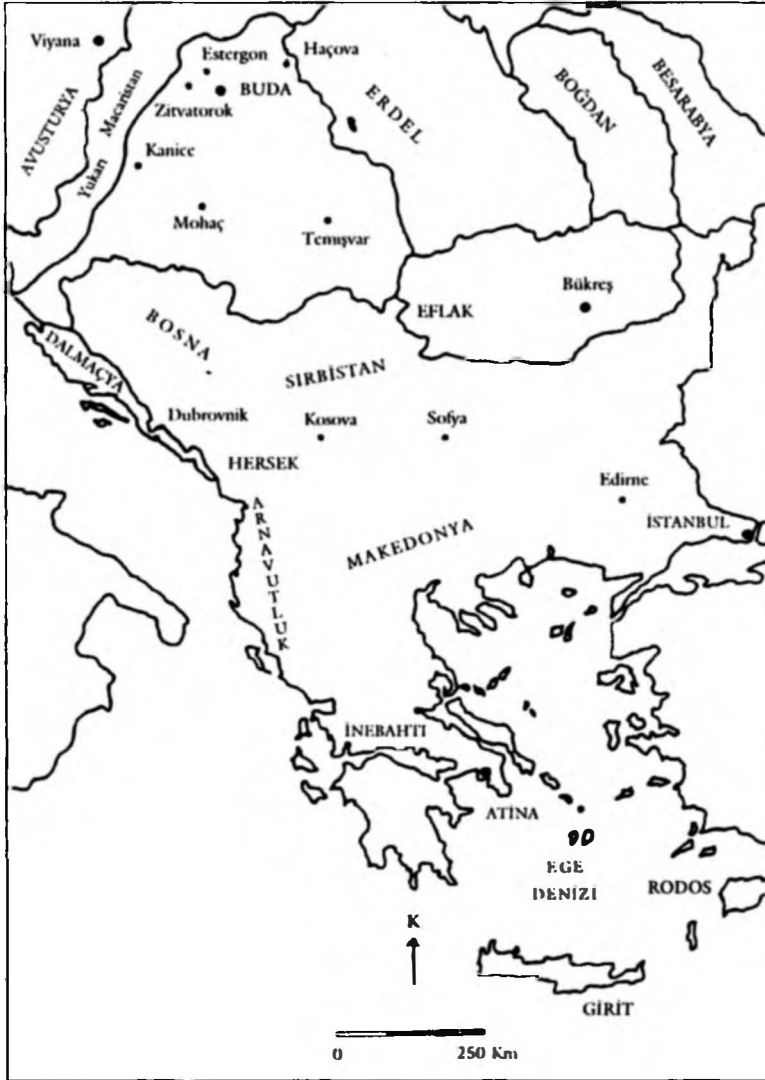 Viyana
Estergon
Haçova
Zitvatorok
BUDA
AVUSTURYA
Yukarı Macaristan
ERDEL
BOĞDAN
BESARABYA
Kanice
Mohaç
Temışvar
EFLAK
Bükreş
BOSNA
DALMAÇYA
SIRBİSTAN
Dubrovnik
Kosova
Sofya
HERSEK
Edirne
İSTANBUL
ARNAVUTLUK
MAKEDONYA
İNEBAHTI
ATİNA
EGE
DENİZİ
RODOS
K
GİRİT
0
250 Km